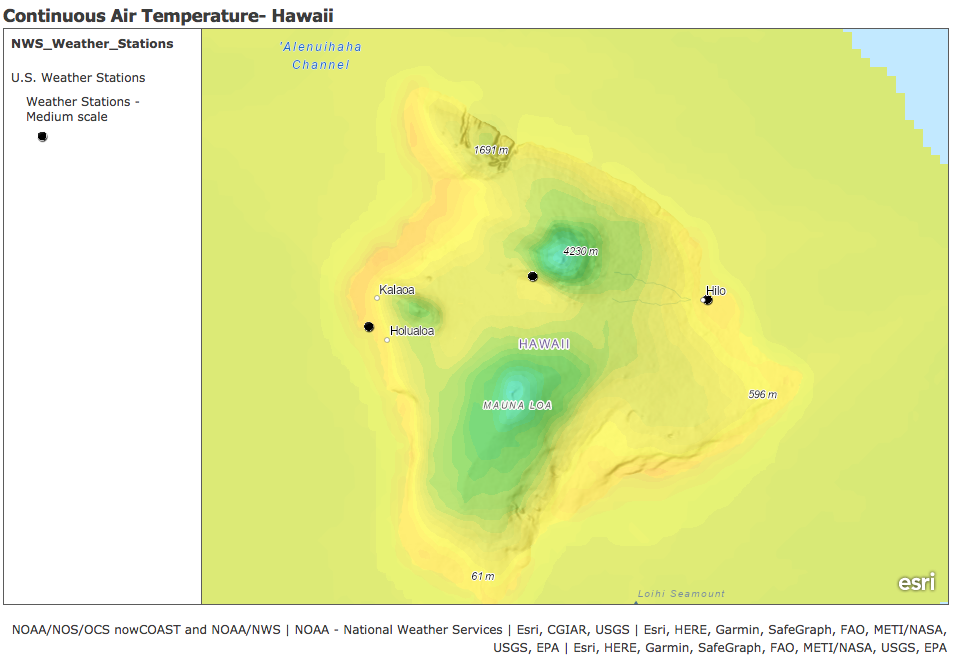 Continuous Air Temperature- Hawaii
NWS_Weather_Stations
U.S. Weather Stations
Weather Stations -
Medium scale
'Alenuihaha
Channel
1691 m
4230 m
Kalaoa
Hilo
Holualoa
HAWAII
596 m
MAUNA LOA
61 m
esri
Loihi Seamount
NOAA/NOS/OCS nowCOAST and NOAA/NWS | NOAA - National Weather Services | Esri, CGIAR, USGS | Esri, HERE, Garmin, SafeGraph, FAO, METI/NASA,
USGS, EPA | Esri, HERE, Garmin, SafeGraph, FAO, METI/NASA, USGS, EPA